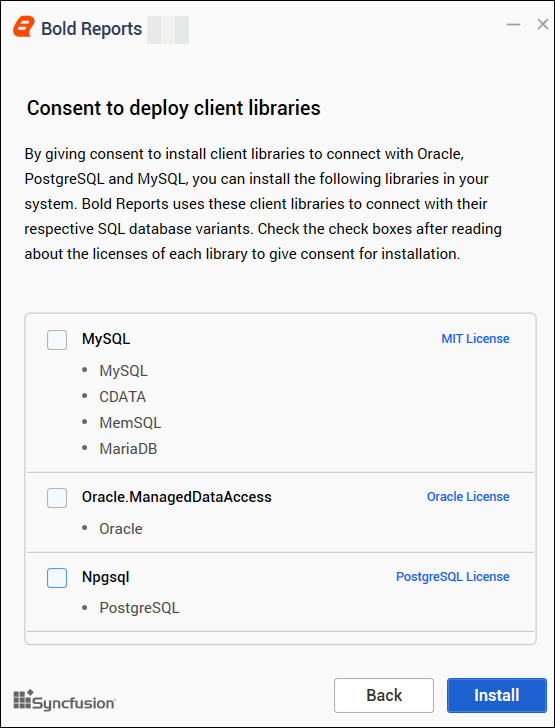 Bold Reports
Consent to deploy client libraries
By giving consent to install client libraries to connect with Oracle,
PostgreSQL and MySQL, you can install the following libraries in your
system. Bold Reports uses these client libraries to connect with their
respective SQL database variants. Check the check boxes after reading
about the licenses of each library to give consent for installation.
MySQL MIT License
• MySQL
• CDATA
• MemSQL
• MariaDB
Oracle.ManagedDataAccess Oracle License
• Oracle
Npgsql PostgreSQL License
• PostgreSQL
Syncfusion Back Install